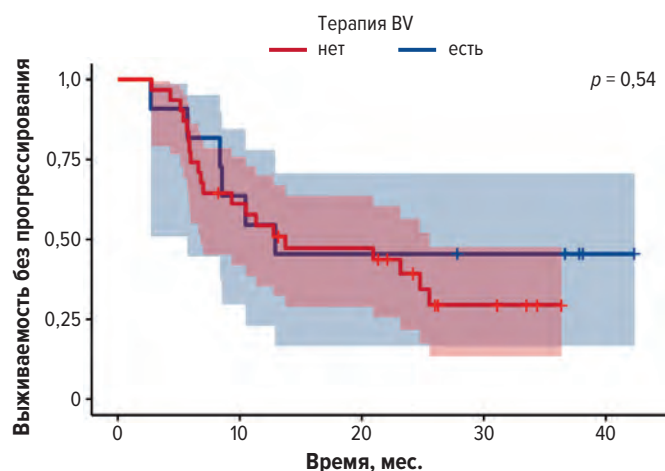 Терапия BV
нет есть
p = 0,54
Выживаемость без прогрессирования
1,0
0,75
0,50
0,25
0
0 10 20 30 40
Время, мес.